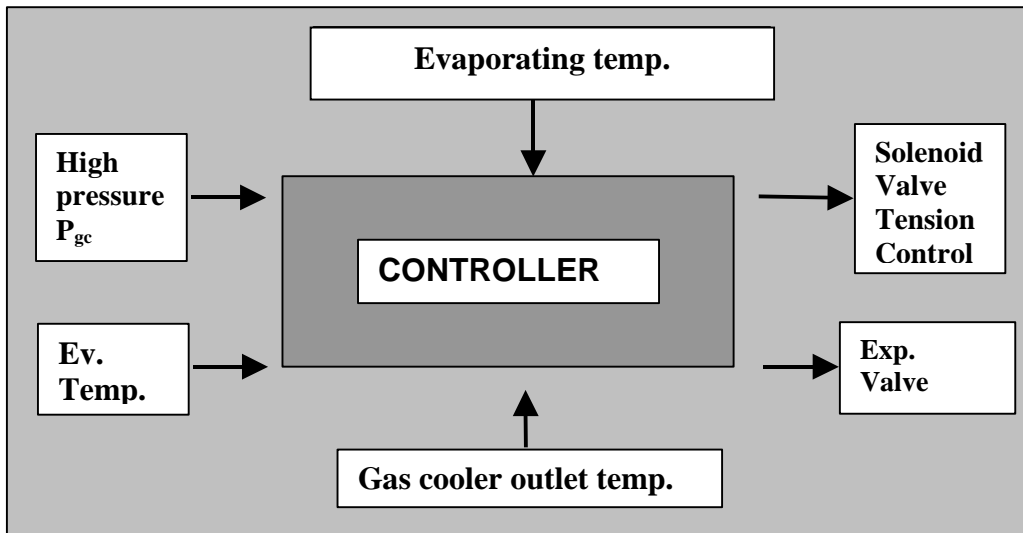 Evaporating temp.
High
pressure
Pgc
Solenoid
Valve
Tension
Control
CONTROLLER
Ev.
Temp.
Exp.
Valve
Gas cooler outlet temp.